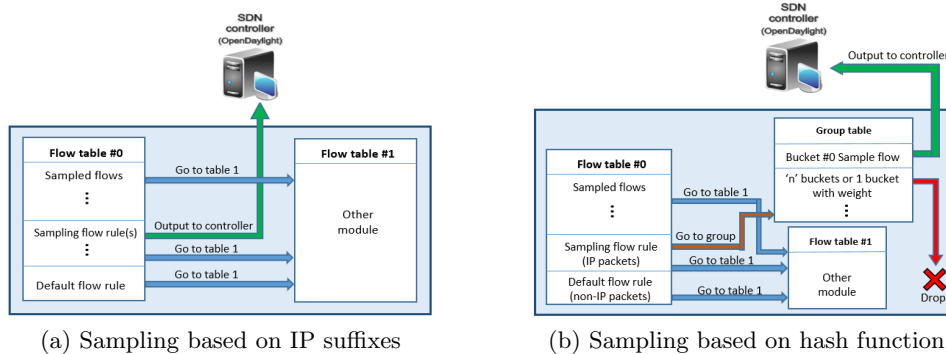 SDN
controller
(OpenDaylight)
Flow table #0
Sampled flows
⋮
Sampling flow rule(s)
⋮
Default flow rule
Go to table 1
Output to controller
Go to table 1
Go to table 1
Flow table #1
Other
module
(a) Sampling based on IP suffixes
SDN
controller
(OpenDaylight)
Output to controller
Group table
Bucket #0 Sample flow
'n' buckets or 1 bucket
with weight
⋮
Flow table #0
Sampled flows
⋮
Sampling flow rule
(IP packets)
Default flow rule
(non-IP packets)
Go to table 1
Go to group
Go to table 1
Go to table 1
Flow table #1
Other
module
Drop
(b) Sampling based on hash function